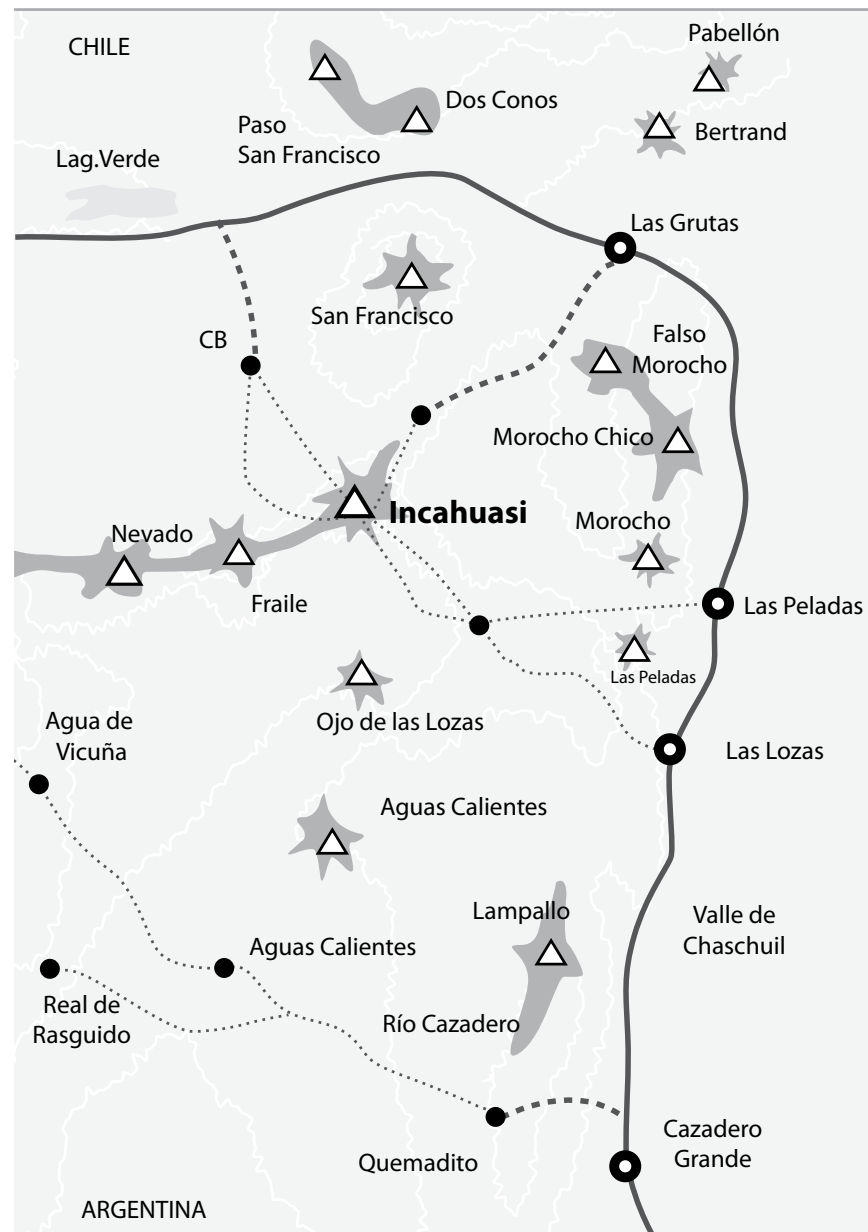 CHILE
Pabellón
Dos Conos
Paso
San Francisco
Bertrand
Lag.Verde
Las Grutas
San Francisco
CB
Falso
Morocho
Morocho Chico
Incahuasi
Morocho
Nevado
Fraile
Las Peladas
Las Peladas
Ojo de las Lozas
Agua de
Vicuña
Las Lozas
Aguas Calientes
Lampallo
Valle de
Chaschuil
Aguas Calientes
Real de
Rasguido
Río Cazadero
Quemadito
Cazadero
Grande
ARGENTINA